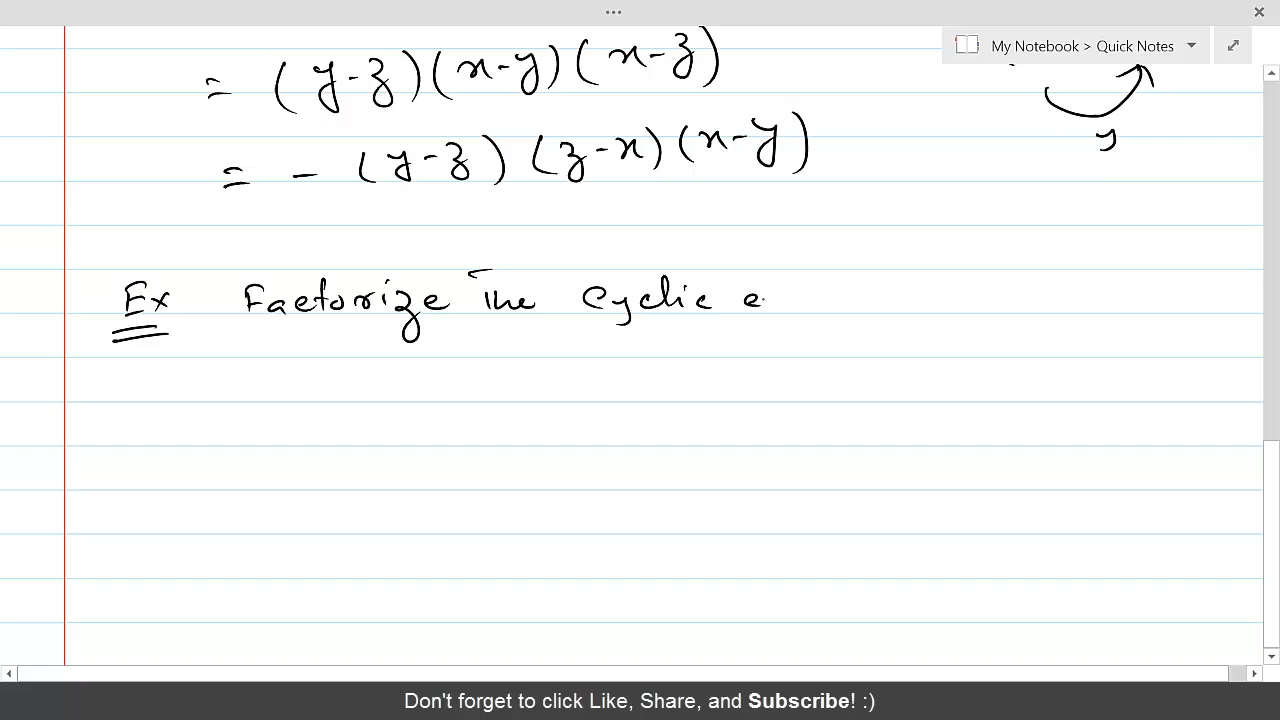 My Notebook > Quick Notes
= (y-z)(x-y)(x-z)
y
= - (y-z)(z-x)(x-y)
Ex Factorize the Cyclic e
Don't forget to click Like, Share, and Subscribe! :)